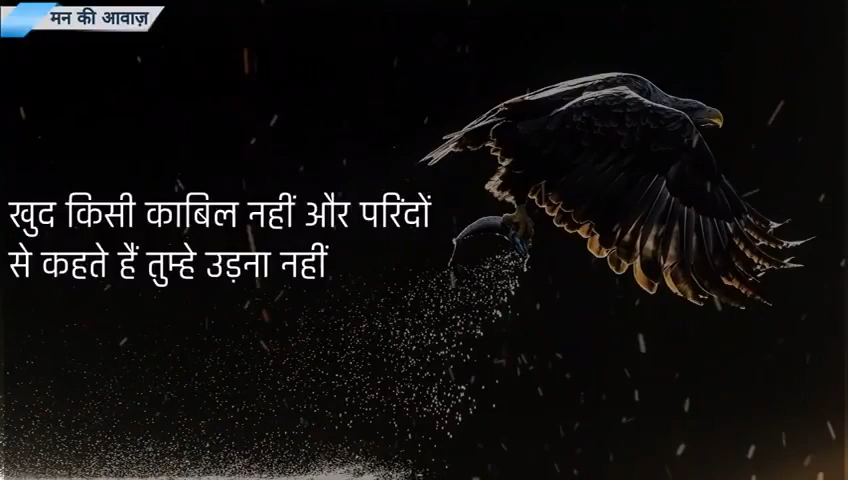 मन की आवाज़
खुद किसी काबिल नहीं और परिंदों
से कहते हैं तुम्हे उड़ना नहीं